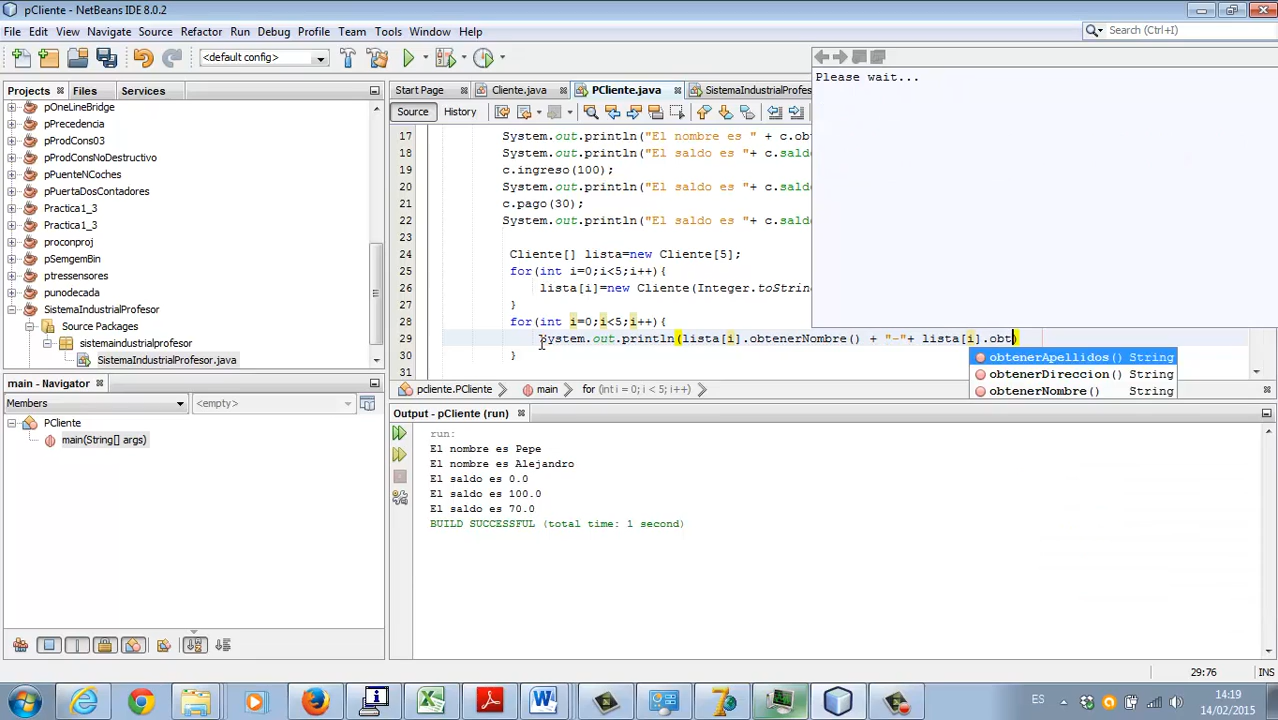 pCliente - NetBeans IDE 8.0.2
File Edit View Navigate Source Refactor Run Debug Profile Team Tools Window Help
Search (Ctrl+I)
<default config>
Please wait...
Projects Files Services
Start Page Cliente.java PClient.java SistemaIndustrialProfes
Source History
pOneLineBridge
pPrecedencia
pProdCons03
pProdConsNoDestructivo
pPuenteNCoches
pPuertaDosContadores
Practica1_3
Practica1_3
proconproj
pSemgemBin
ptressensores
punodecada
SistemaIndustrialProfesor
Source Packages
sistemaindustrialprofesor
SistemaIndustrialProfesor.java
17 System.out.println("El nombre es " + c.obt
18 System.out.println("El saldo es "+ c.sald
19 c.ingreso(100);
20 System.out.println("El saldo es "+ c.sald
21 c.pago(30);
22 System.out.println("El saldo es "+ c.sald
23
24 Cliente[] lista=new Cliente[5];
25 for(int i=0;i<5;i++){
26 lista[i]=new Cliente(Integer.toStrin
27 }
28 for(int i=0;i<5;i++){
29 System.out.println(lista[i].obtenerNombre() + "-"+ lista[i].obt)
30 }
31
obtenerApellidos() String
obtenerDireccion() String
obtenerNombre() String
pcliente.PCliente main for (int i = 0; i < 5; i++)
main - Navigator
Members <empty>
PCliente
main(String[] args)
Output - pCliente (run)
run:
El nombre es Pepe
El nombre es Alejandro
El saldo es 0.0
El saldo es 100.0
El saldo es 70.0
BUILD SUCCESSFUL (total time: 1 second)
29:76 INS
ES
14:19
14/02/2015